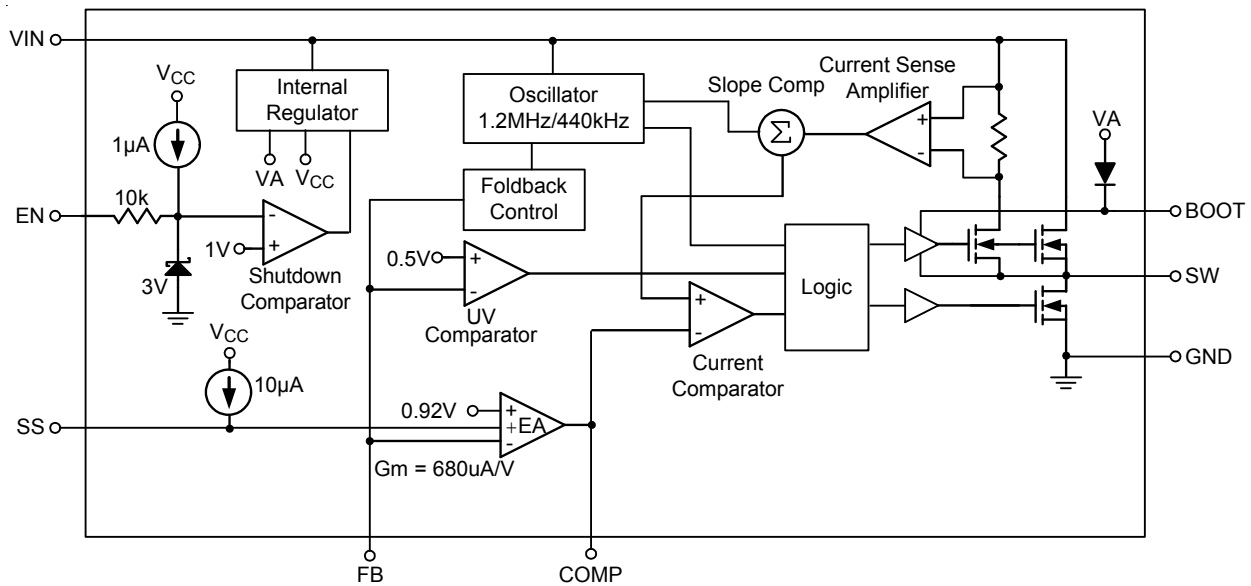 VIN
VCC
1µA
10k
EN
1V
3V
Internal
Regulator
VA
VCC
-
+
Shutdown
Comparator
Oscillator
1.2MHz/440kHz
Foldback
Control
Slope Comp
Σ
Current Sense
Amplifier
+
-
VA
BOOT
SW
GND
0.5V
+
-
UV
Comparator
Logic
+
-
Current
Comparator
VCC
10µA
SS
0.92V
+
+EA
-
Gm = 680uA/V
FB
COMP